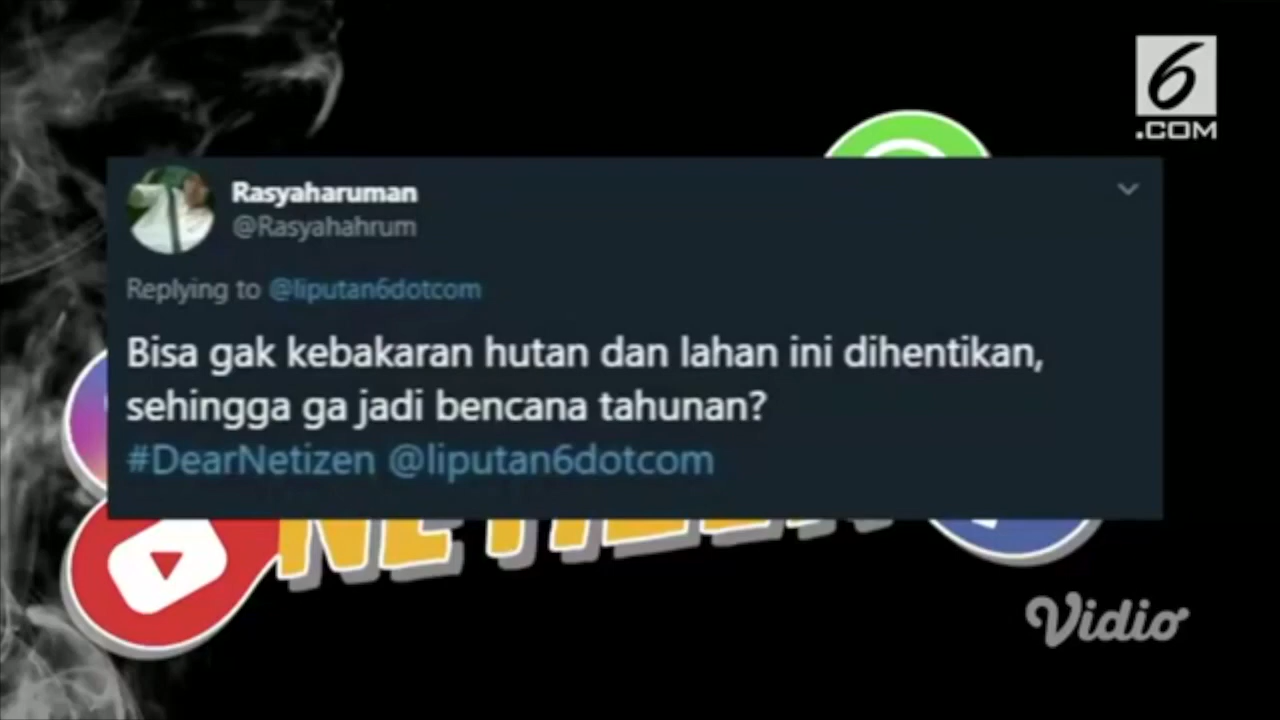 6
.COM
Rasyaharuman
@Rasyahahrum
Replying to @liputan6dotcom
Bisa gak kebakaran hutan dan lahan ini dihentikan,
sehingga ga jadi bencana tahunan?
#DearNetizen @liputan6dotcom
NETIZEN
Vidio